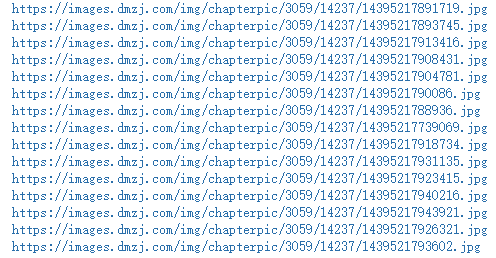 https://images.dmzj.com/img/chapterpic/3059/14237/14395217891719.jpg
https://images.dmzj.com/img/chapterpic/3059/14237/14395217893745.jpg
https://images.dmzj.com/img/chapterpic/3059/14237/14395217913416.jpg
https://images.dmzj.com/img/chapterpic/3059/14237/14395217908431.jpg
https://images.dmzj.com/img/chapterpic/3059/14237/14395217904781.jpg
https://images.dmzj.com/img/chapterpic/3059/14237/1439521790086.jpg
https://images.dmzj.com/img/chapterpic/3059/14237/1439521788936.jpg
https://images.dmzj.com/img/chapterpic/3059/14237/14395217739069.jpg
https://images.dmzj.com/img/chapterpic/3059/14237/14395217918734.jpg
https://images.dmzj.com/img/chapterpic/3059/14237/14395217931135.jpg
https://images.dmzj.com/img/chapterpic/3059/14237/14395217923415.jpg
https://images.dmzj.com/img/chapterpic/3059/14237/14395217940216.jpg
https://images.dmzj.com/img/chapterpic/3059/14237/14395217943921.jpg
https://images.dmzj.com/img/chapterpic/3059/14237/14395217926321.jpg
https://images.dmzj.com/img/chapterpic/3059/14237/1439521793602.jpg